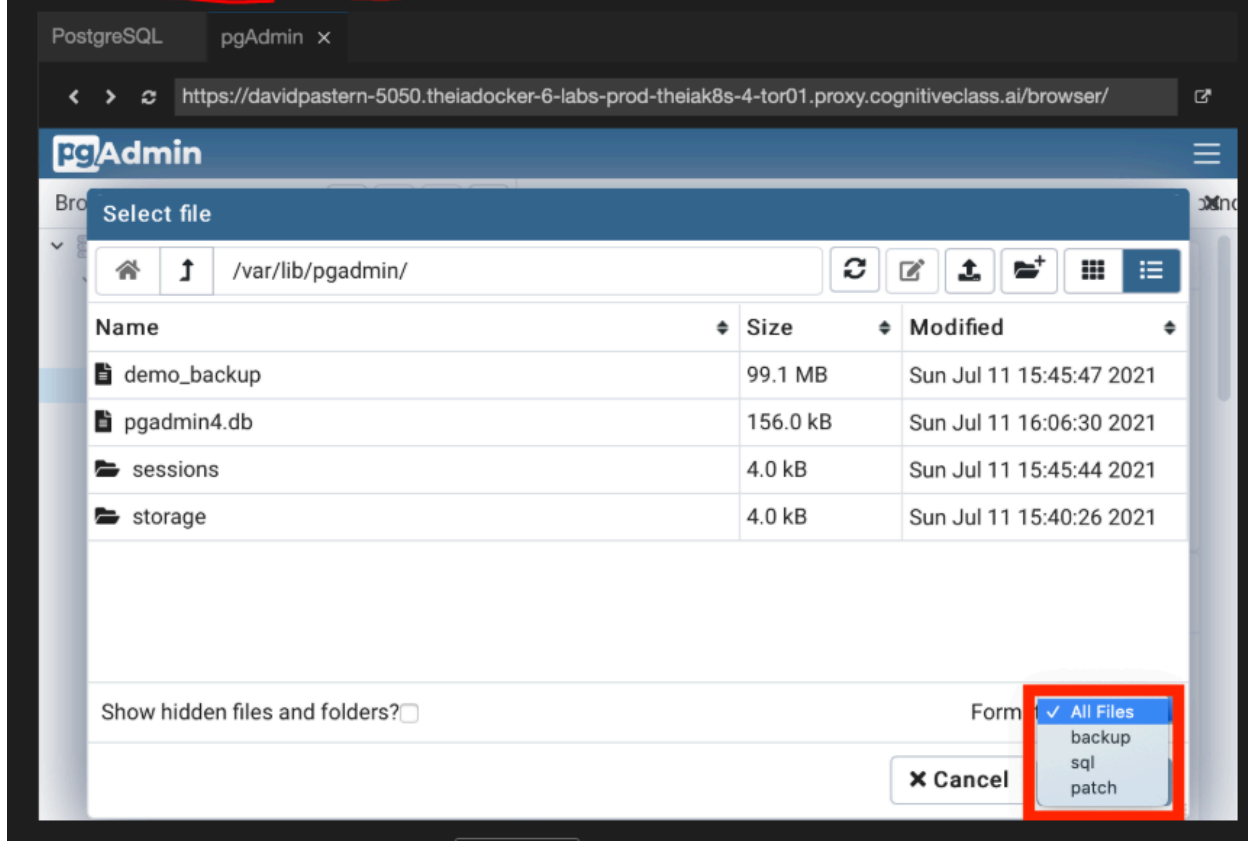 PostgreSQL pgAdmin ×
https://davidpastern-5050.theiadocker-6-labs-prod-theiak8s-4-tor01.proxy.cognitiveclass.ai/browser/
pgAdmin
Bro
Select file
/var/lib/pgadmin/
Name Size Modified
demo_backup 99.1 MB Sun Jul 11 15:45:47 2021
pgadmin4.db 156.0 kB Sun Jul 11 16:06:30 2021
sessions 4.0 kB Sun Jul 11 15:45:44 2021
storage 4.0 kB Sun Jul 11 15:40:26 2021
Show hidden files and folders? Form ✓ All Files
backup
sql
× Cancel
patch